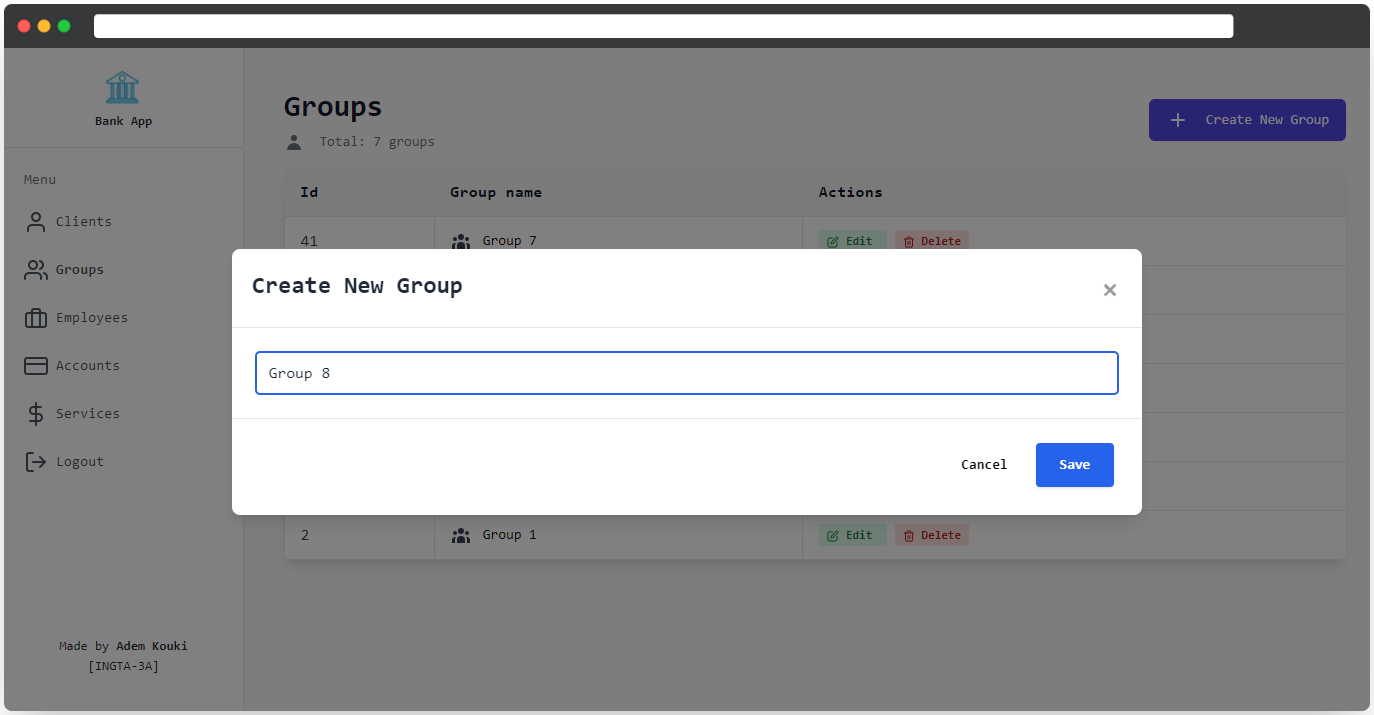 Bank App
Menu
Clients
Groups
Employees
Accounts
Services
Logout
Made by Adem Kouki
[INGTA-3A]
Groups
Total: 7 groups
Create New Group
Id Group name Actions
41 Group 7 Edit Delete
Create New Group
×
Group 8
Cancel Save
2 Group 1 Edit Delete